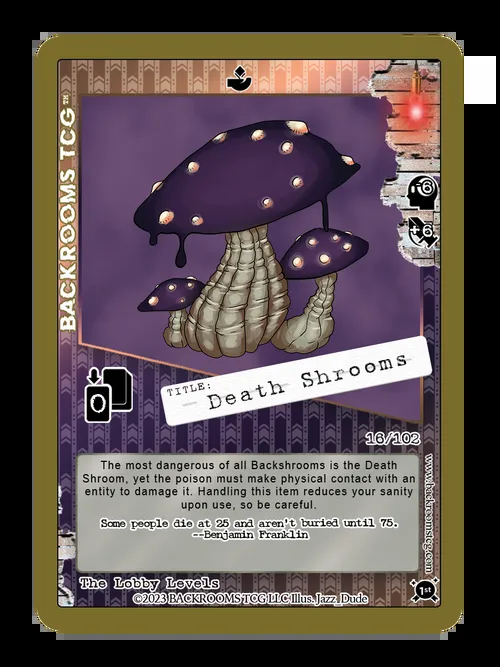 BACKROOMS TCG™
6
+6
TITLE:
Death Shrooms
0
16/102
The most dangerous of all Backshrooms is the Death
Shroom, yet the poison must make physical contact with an
entity to damage it. Handling this item reduces your sanity
upon use, so be careful.
Some people die at 25 and aren't buried until 75.
--Benjamin Franklin
www.backroomstcg.com
The Lobby Levels
©2023 BACKROOMS TCG LLC Illus. Jazz_Dude
1st